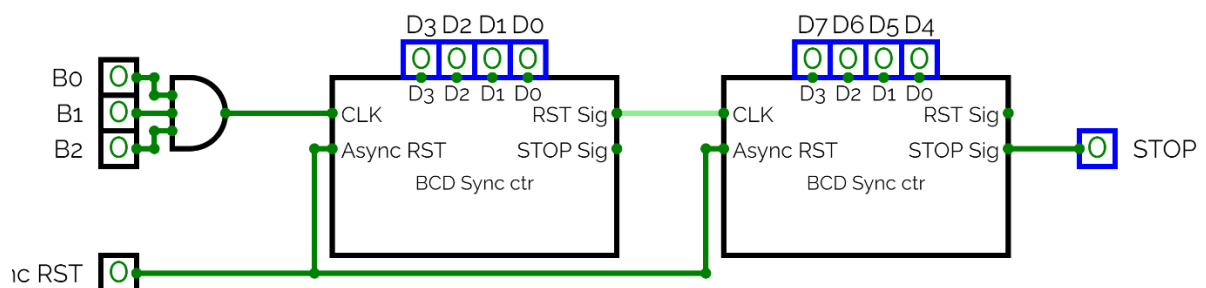 D3 D2 D1 D0
D7 D6 D5 D4
0 0 0 0
0 0 0 0
B0 0
B1 0
B2 0
D3 D2 D1 D0
D3 D2 D1 D0
CLK
RST Sig
CLK
RST Sig
Async RST
STOP Sig
Async RST
STOP Sig
0 STOP
BCD Sync ctr
BCD Sync ctr
nc RST 0